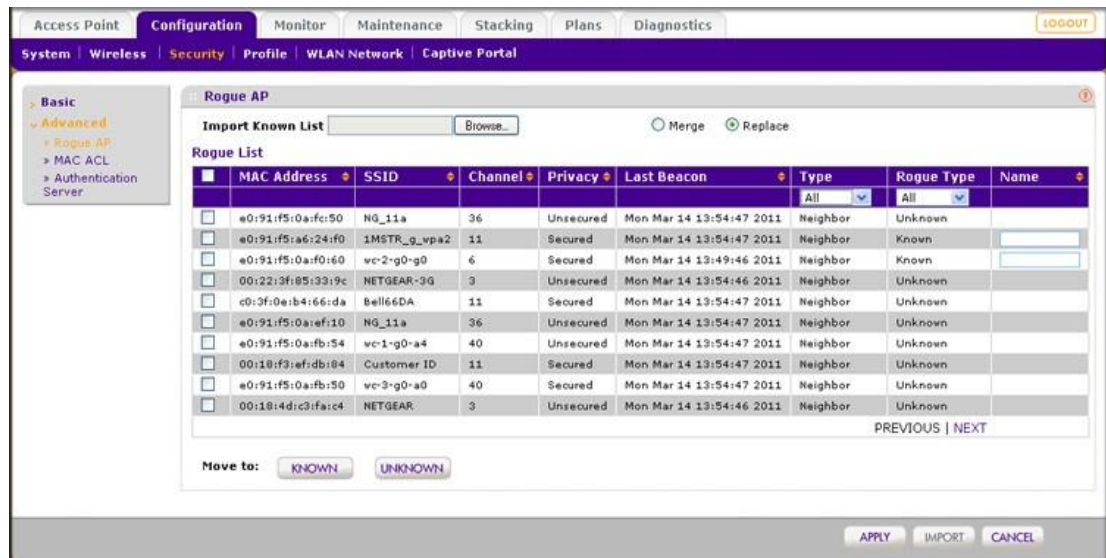 Access Point Configuration Monitor Maintenance Stacking Plans Diagnostics LOGOUT
System Wireless Security Profile WLAN Network Captive Portal
Basic
Advanced
» Rogue AP
» MAC ACL
» Authentication Server
Rogue AP
Import Known List Browse... Merge Replace
Rogue List
MAC Address SSID Channel Privacy Last Beacon Type Rogue Type Name
All All
e0:91:f5:0a:fc:50 NG_11a 36 Unsecured Mon Mar 14 13:54:47 2011 Neighbor Unknown
e0:91:f5:a6:24:f0 1MSTR_g_wpa2 11 Secured Mon Mar 14 13:54:47 2011 Neighbor Known
e0:91:f5:0a:f0:60 vc-2-g0-g0 6 Secured Mon Mar 14 13:49:46 2011 Neighbor Known
00:22:3f:85:33:9c NETGEAR-3G 3 Unsecured Mon Mar 14 13:54:46 2011 Neighbor Unknown
c0:3f:0e:b4:66:da Bell66DA 11 Secured Mon Mar 14 13:54:46 2011 Neighbor Unknown
e0:91:f5:0a:ef:10 NG_11a 36 Unsecured Mon Mar 14 13:54:47 2011 Neighbor Unknown
e0:91:f5:0a:fb:54 vc-1-g0-a4 40 Unsecured Mon Mar 14 13:54:47 2011 Neighbor Unknown
00:18:f3:ef:db:84 Customer ID 11 Secured Mon Mar 14 13:54:47 2011 Neighbor Unknown
e0:91:f5:0a:fb:50 vc-3-g0-a0 40 Secured Mon Mar 14 13:54:47 2011 Neighbor Unknown
00:18:4d:c3:fa:c4 NETGEAR 3 Unsecured Mon Mar 14 13:54:46 2011 Neighbor Unknown
PREVIOUS | NEXT
Move to: KNOWN UNKNOWN
APPLY IMPORT CANCEL